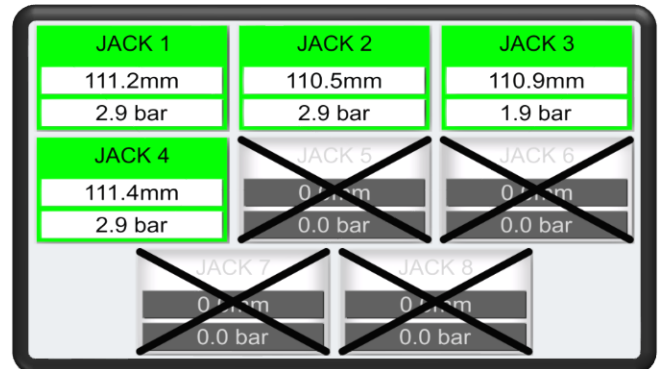 JACK 1
111.2mm
2.9 bar
JACK 2
110.5mm
2.9 bar
JACK 3
110.9mm
1.9 bar
JACK 4
111.4mm
2.9 bar
JACK 5
0.0 bar
JACK 6
0.0 bar
JACK 7
0.0 bar
JACK 8
0.0 bar